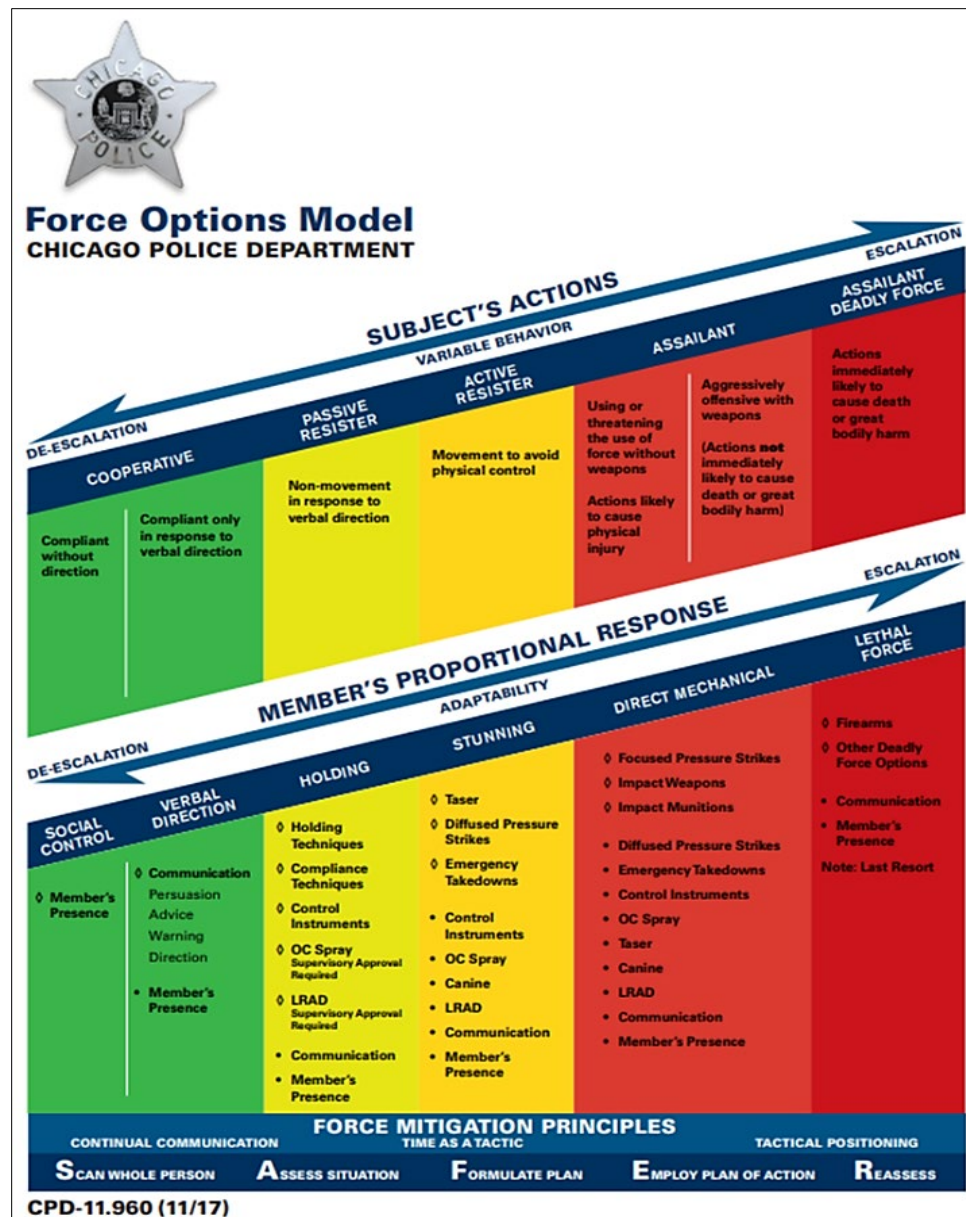 CHICAGO
POLICE
Force Options Model
CHICAGO POLICE DEPARTMENT
SUBJECT'S ACTIONS
VARIABLE BEHAVIOR
DE-ESCALATION
ESCALATION
COOPERATIVE
Compliant
without
direction
Compliant only
in response to
verbal direction
PASSIVE
RESISTER
Non-movement
in response to
verbal direction
ACTIVE
RESISTER
Movement to avoid
physical control
ASSAILANT
Using or
threatening
the use of
force without
weapons
Actions likely
to cause
physical
injury
Aggressively
offensive with
weapons
(Actions not
immediately
likely to cause
death or great
bodily harm)
ASSAILANT
DEADLY FORCE
Actions
immediately
likely to
cause death
or great
bodily harm
MEMBER'S PROPORTIONAL RESPONSE
ADAPTABILITY
DE-ESCALATION
ESCALATION
SOCIAL
CONTROL
◊ Member's
Presence
VERBAL
DIRECTION
◊ Communication
Persuasion
Advice
Warning
Direction
• Member's
Presence
HOLDING
◊ Holding
Techniques
◊ Compliance
Techniques
◊ Control
Instruments
◊ OC Spray
Supervisory Approval
Required
◊ LRAD
Supervisory Approval
Required
• Communication
• Member's
Presence
STUNNING
◊ Taser
◊ Diffused Pressure
Strikes
◊ Emergency
Takedowns
• Control
Instruments
• OC Spray
• Canine
• LRAD
• Communication
• Member's
Presence
DIRECT MECHANICAL
◊ Focused Pressure Strikes
◊ Impact Weapons
◊ Impact Munitions
• Diffused Pressure Strikes
• Emergency Takedowns
• Control Instruments
• OC Spray
• Taser
• Canine
• LRAD
• Communication
• Member's Presence
LETHAL
FORCE
◊ Firearms
◊ Other Deadly
Force Options
• Communication
• Member's
Presence
Note: Last Resort
FORCE MITIGATION PRINCIPLES
CONTINUAL COMMUNICATION TIME AS A TACTIC TACTICAL POSITIONING
SCAN WHOLE PERSON ASSESS SITUATION FORMULATE PLAN EMPLOY PLAN OF ACTION REASSESS
CPD-11.960 (11/17)